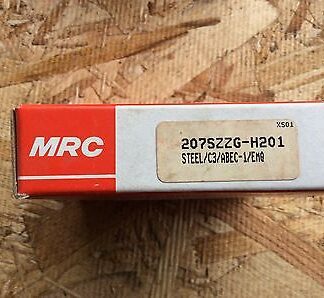 MRC
XS01
207SZZG-H201
STEEL/C3/ABEC-1/EMQ